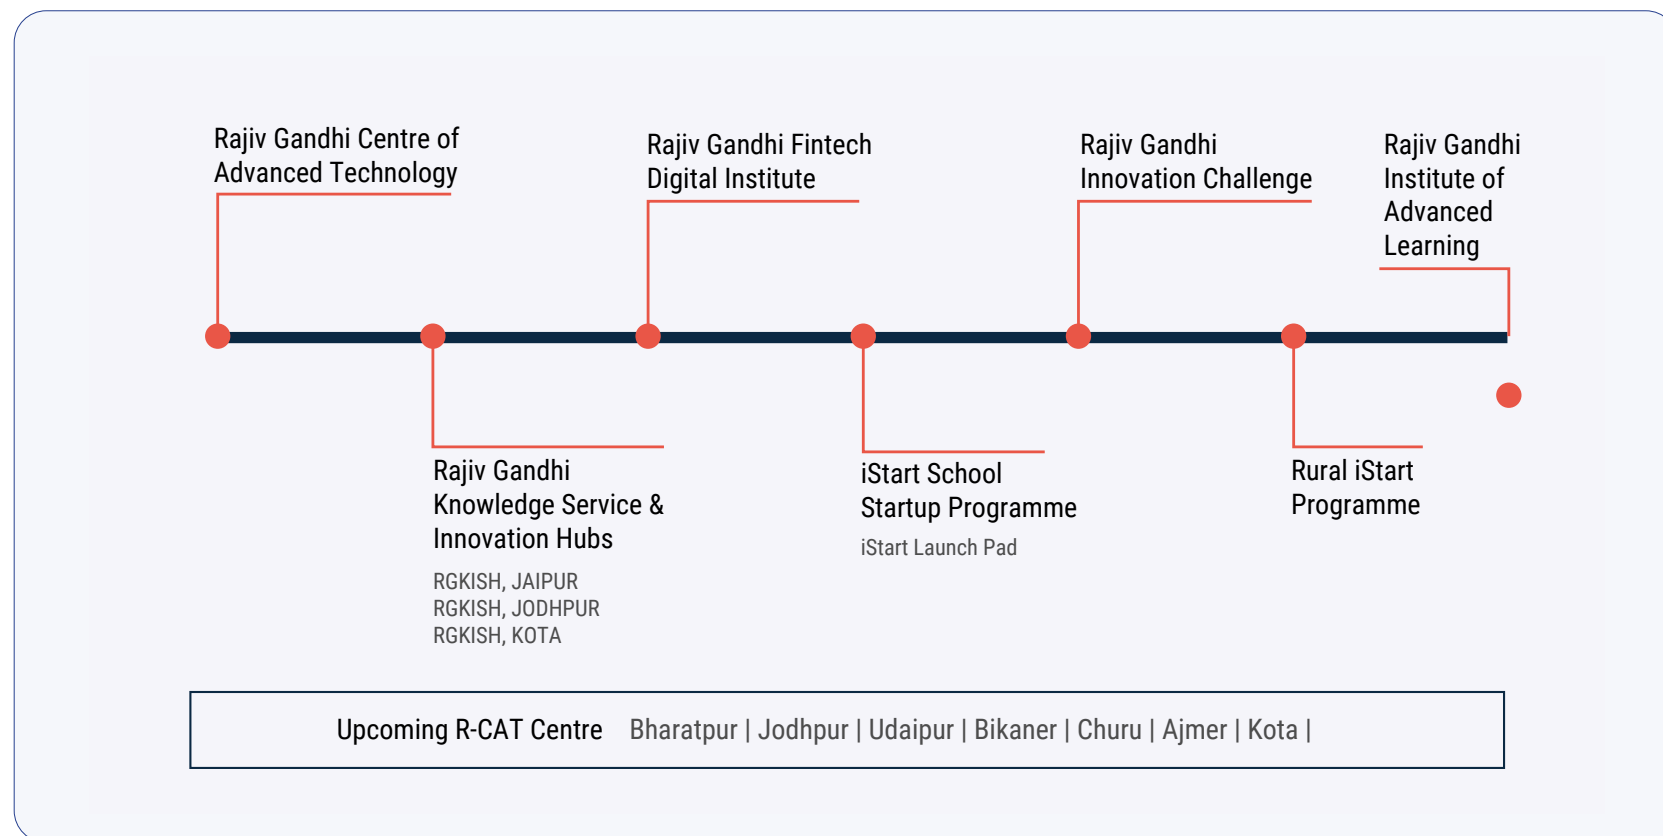 Rajiv Gandhi Centre of
Advanced Technology
Rajiv Gandhi Fintech
Digital Institute
Rajiv Gandhi
Innovation Challenge
Rajiv Gandhi
Institute of
Advanced
Learning
Rajiv Gandhi
Knowledge Service &
Innovation Hubs
RGKISH, JAIPUR
RGKISH, JODHPUR
RGKISH, KOTA
iStart School
Startup Programme
iStart Launch Pad
Rural iStart
Programme
Upcoming R-CAT Centre Bharatpur | Jodhpur | Udaipur | Bikaner | Churu | Ajmer | Kota |